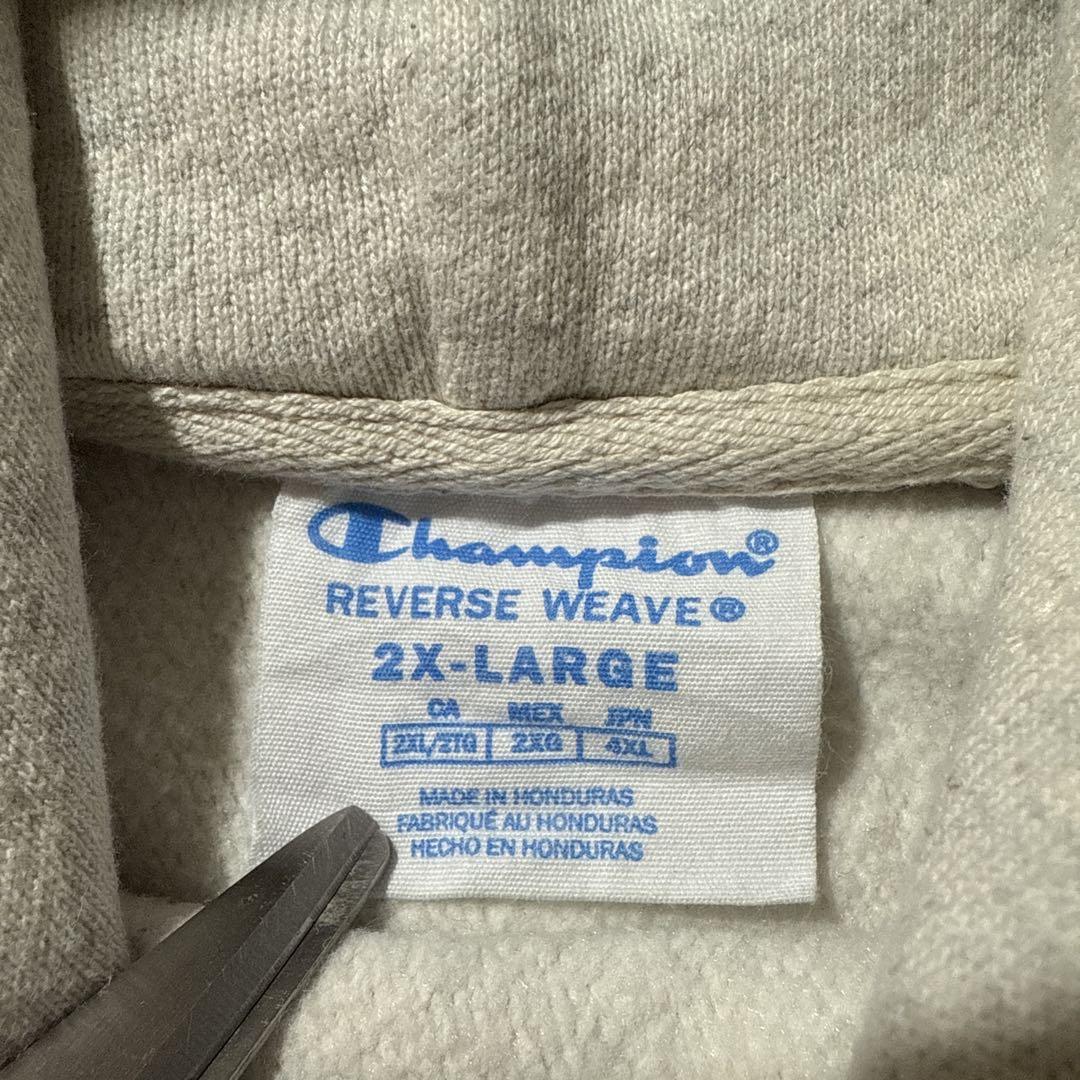 Champion®
REVERSE WEAVE®
2X-LARGE
CA MEX JPN
2XL/2TG 2XG 4XL
MADE IN HONDURAS
FABRIQUÉ AU HONDURAS
HECHO EN HONDURAS